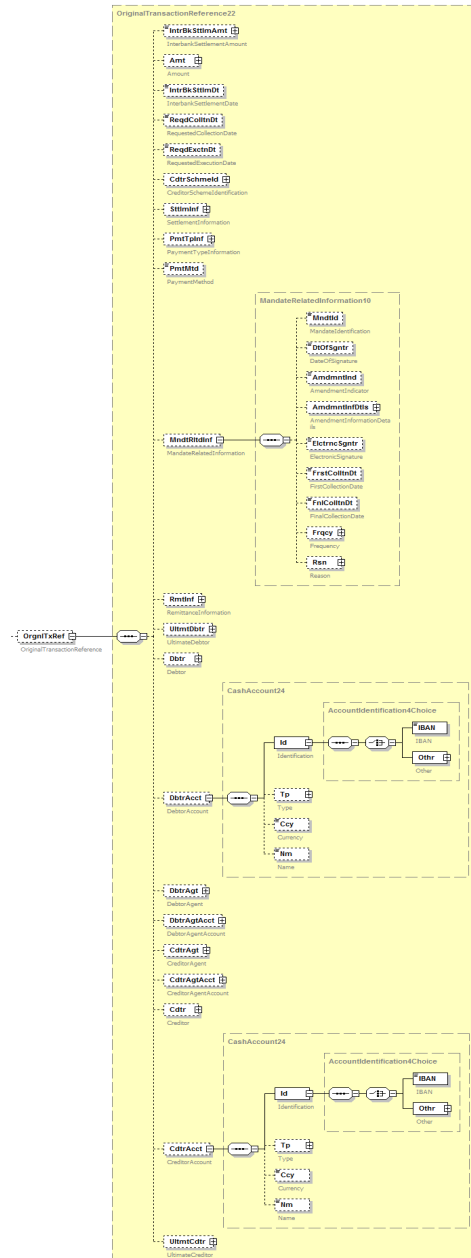 OriginalTransactionReference22
IntrBkSttlmAmt
InterbankSettlementAmount
Amt
Amount
IntrBkSttlmDt
InterbankSettlementDate
ReqdColltnDt
RequestedCollectionDate
ReqdExctnDt
RequestedExecutionDate
CdtrSchmeId
CreditorSchemeIdentification
SttlmInf
SettlementInformation
PmtTpInf
PaymentTypeInformation
PmtMtd
PaymentMethod
MandateRelatedInformation10
MndtId
MandateIdentification
DtOfSgntr
DateOfSignature
AmdmntInd
AmendmentIndicator
AmdmntInfDtls
AmendmentInformationDeta
ils
MndtRltdInf
MandateRelatedInformation
ElctrncSgntr
ElectroncSignature
FrstColltnDt
FirstCollectionDate
FnlColltnDt
FinalCollectionDate
Frqcy
Frequency
Rsn
Reason
RmtInf
RemittanceInformation
UltmtDbtr
UltimateDebtor
OrgnlTxRef
OriginalTransactionReference
Dbtr
Debtor
CashAccount24
AccountIdentification4Choice
IBAN
IBAN
Id
Identification
Othr
Other
DbtrAcct
DebtorAccount
Tp
Type
Ccy
Currency
Nm
Name
DbtrAgt
DebtorAgent
DbtrAgtAcct
DebtorAgentAccount
CdtrAgt
CreditorAgent
CdtrAgtAcct
CreditorAgentAccount
Cdtr
Creditor
CashAccount24
AccountIdentification4Choice
IBAN
IBAN
Id
Identification
Othr
Other
CdtrAcct
CreditorAccount
Tp
Type
Ccy
Currency
Nm
Name
UltmtCdtr
UltimateCreditor